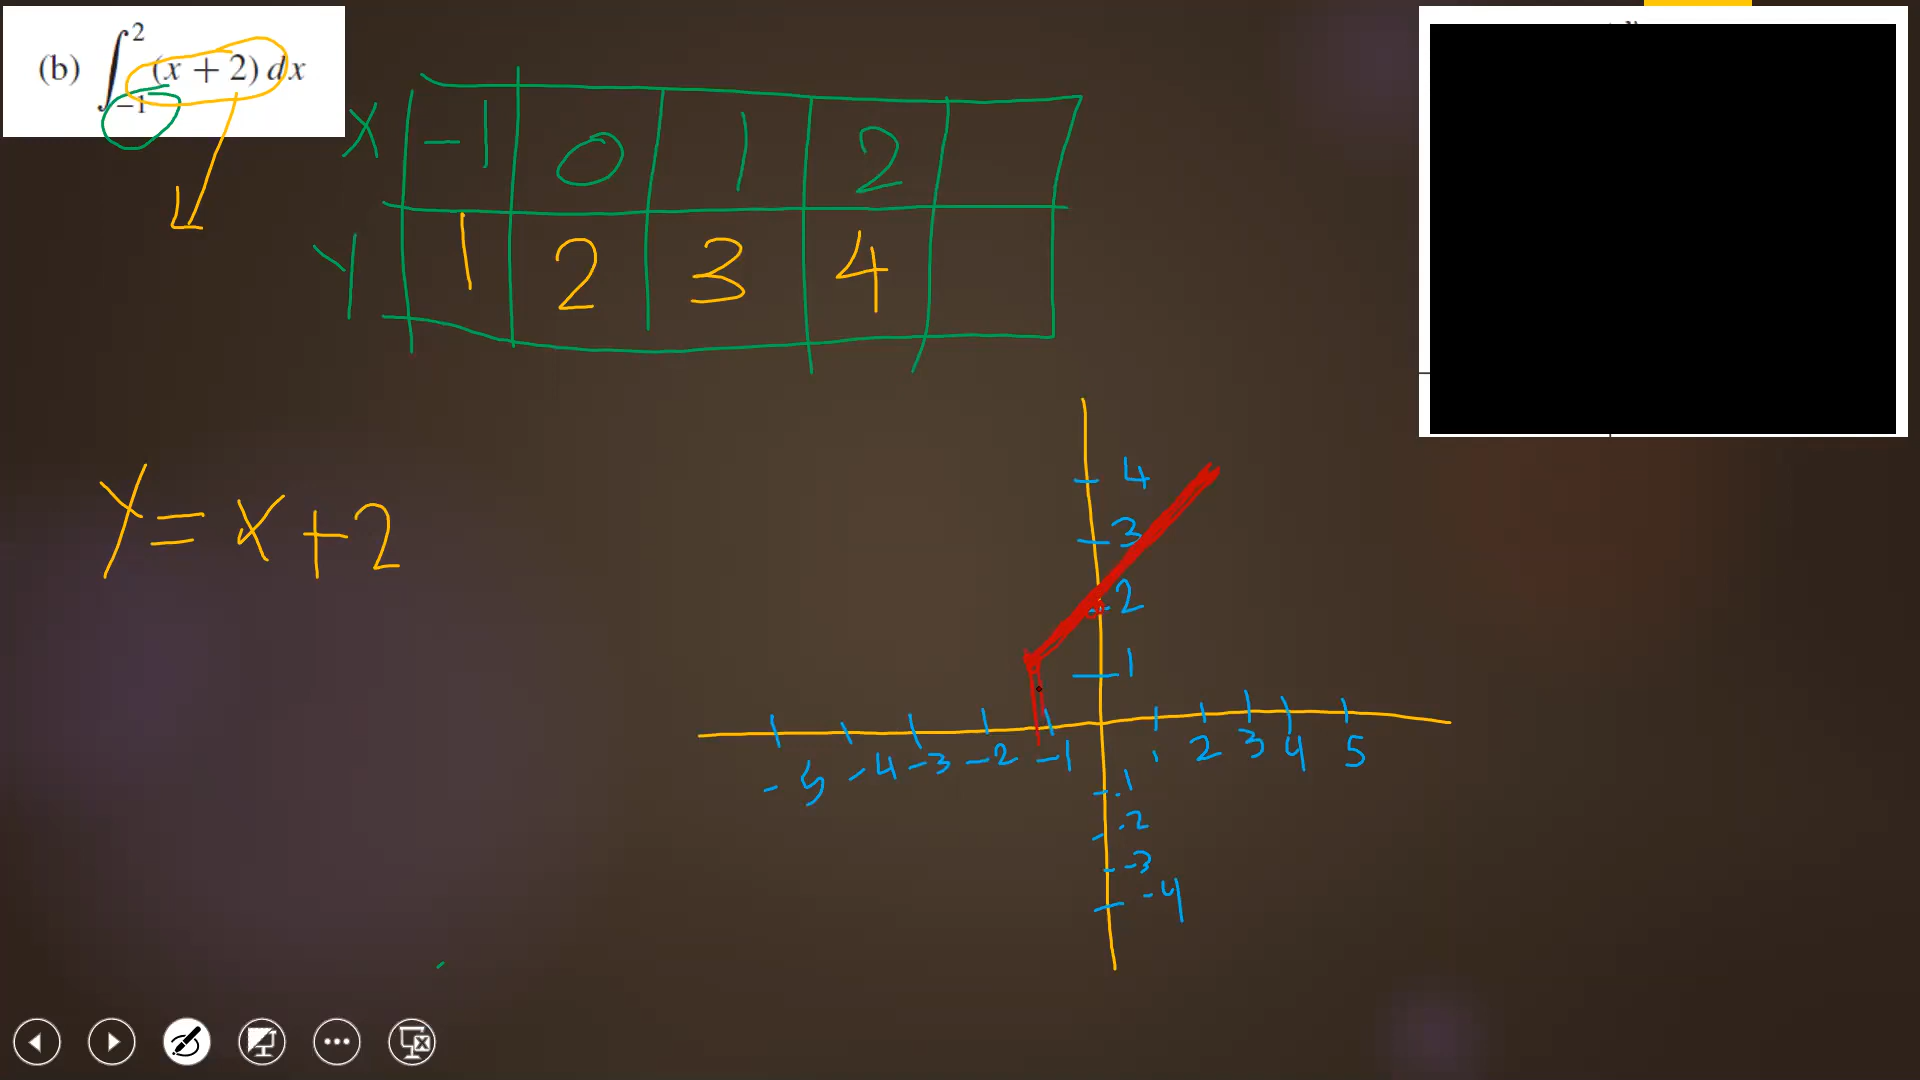 (b) ∫₋₁² (x + 2) dx
X -1 0 1 2
Y 1 2 3 4
Y = x + 2
4
3
2
1
-5 -4 -3 -2 -1 1 2 3 4 5
-1
-2
-3
-4